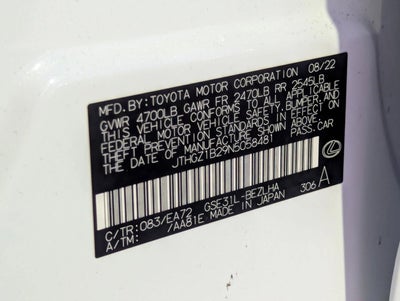 MFD. BY: TOYOTA MOTOR CORPORATION 08/22
GVWR 4700LB GAWR FR 2470LB RR 2545LB
THIS VEHICLE CONFORMS TO ALL APPLICABLE
FEDERAL MOTOR VEHICLE SAFETY, BUMPER AND
THEFT PREVENTION STANDARDS IN EFFECT ON
THE DATE OF MANUFACTURE SHOWN ABOVE.
JTHGZ1B29N5058481 PASS.CAR
C/TR: 083/EA72 GSE31L-BEZLHA 306 A
A/TM: /AA81E MADE IN JAPAN